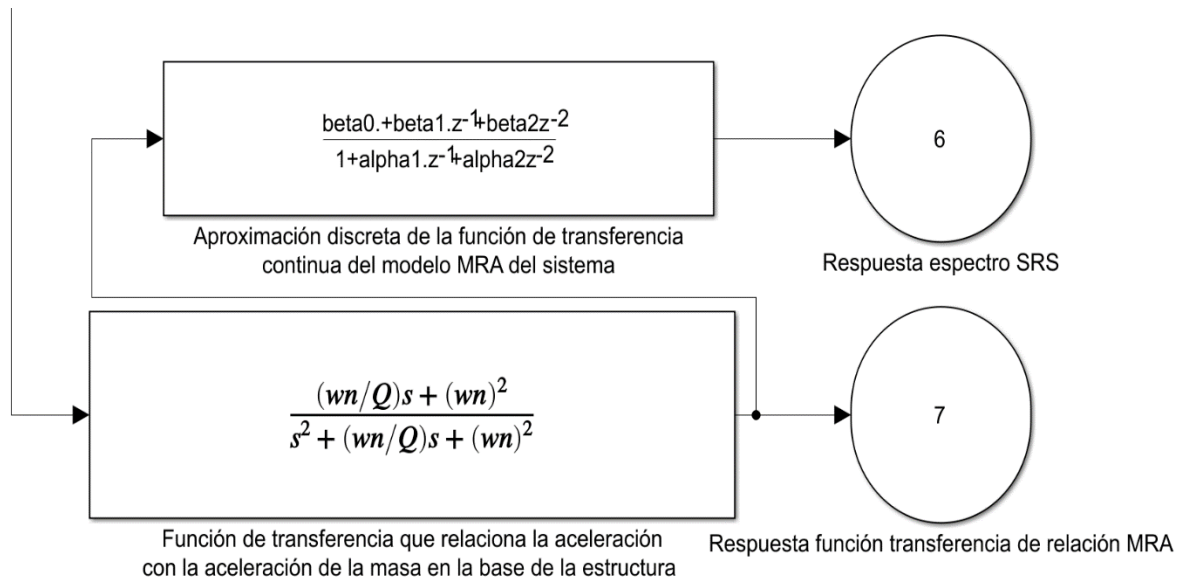 beta0.+beta1.z-1+beta2z-2
1+alpha1.z-1+alpha2z-2
6
Aproximación discreta de la función de transferencia
continua del modelo MRA del sistema
Respuesta espectro SRS
(wn/Q)s + (wn)²
s² + (wn/Q)s + (wn)²
7
Función de transferencia que relaciona la aceleración
con la aceleración de la masa en la base de la estructura
Respuesta función transferencia de relación MRA